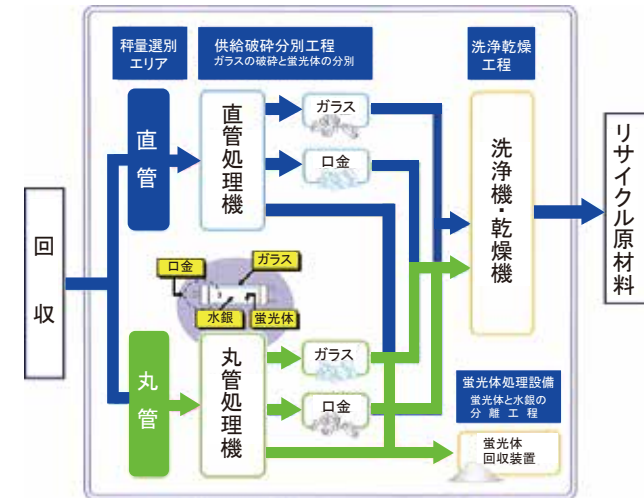 秤量選別
エリア
供給破砕分別工程
ガラスの破砕と蛍光体の分別
洗浄乾燥
工程
回収
直管
直管処理機
ガラス
口金
洗浄機・乾燥機
リサイクル原材料
口金
ガラス
水銀
蛍光体
丸管
丸管処理機
ガラス
口金
蛍光体処理設備
蛍光体と水銀の
分離工程
蛍光体
回収装置